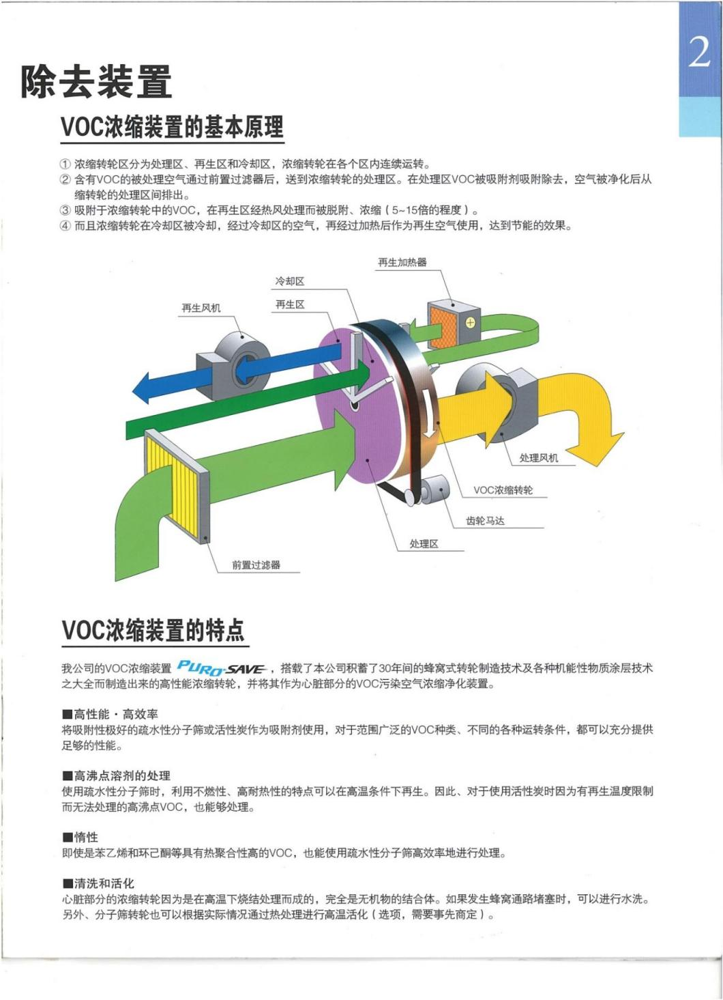 2
除去装置
VOC浓缩装置的基本原理
① 浓缩转轮区分为处理区、再生区和冷却区，浓缩转轮在各个区内连续运转。
② 含有VOC的被处理空气通过前置过滤器后，送到浓缩转轮的处理区。在处理区VOC被吸附剂吸附除去，空气被净化后从
缩转轮的处理区间排出。
③ 吸附于浓缩转轮中的VOC，在再生区经热风处理而被脱附、浓缩（5~15倍的程度）。
④ 而且浓缩转轮在冷却区被冷却，经过冷却区的空气，再经过加热后作为再生空气使用，达到节能的效果。
再生加热器
冷却区
再生区
再生风机
处理风机
VOC浓缩转轮
齿轮马达
处理区
前置过滤器
VOC浓缩装置的特点
我公司的VOC浓缩装置 PURO-SAVE，搭载了本公司积蓄了30年间的蜂窝式转轮制造技术及各种机能性物质涂层技术
之大全而制造出来的高性能浓缩转轮，并将其作为心脏部分的VOC污染空气浓缩净化装置。
■高性能・高效率
将吸附性极好的疏水性分子筛或活性炭作为吸附剂使用，对于范围广泛的VOC种类、不同的各种运转条件，都可以充分提供
足够的性能。
■高沸点溶剂的处理
使用疏水性分子筛时，利用不燃性、高耐热性的特点可以在高温条件下再生。因此、对于使用活性炭时因为有再生温度限制
而无法处理的高沸点VOC，也能够处理。
■惰性
即使是苯乙烯和环己酮等具有热聚合性高的VOC，也能使用疏水性分子筛高效率地进行处理。
■清洗和活化
心脏部分的浓缩转轮因为是在高温下烧结处理而成的，完全是无机物的结合体。如果发生蜂窝通路堵塞时，可以进行水洗。
另外、分子筛转轮也可以根据实际情况通过热处理进行高温活化（选项，需要事先商定）。